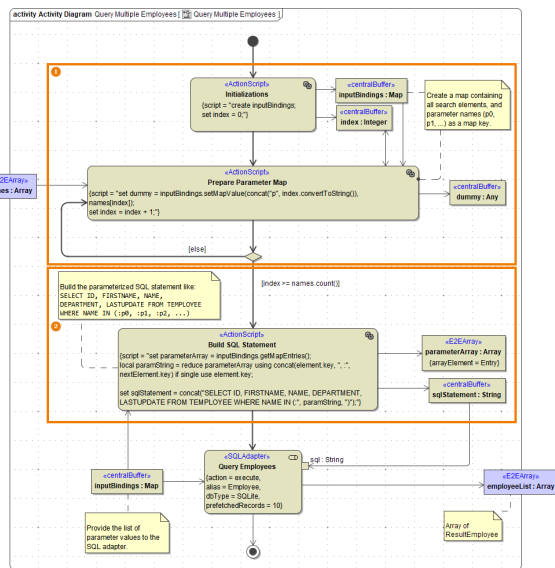 activity Activity Diagram Query Multiple Employees [ Query Multiple Employees ]
1
«ActionScript»
Initializations
{script = "create inputBindings;
set index = 0;"}
«centralBuffer»
inputBindings : Map
«centralBuffer»
index : Integer
Create a map containing
all search elements, and
parameter names (p0,
p1, ...) as a map key.
E2EArray»
es : Array
«ActionScript»
Prepare Parameter Map
{script = "set dummy = inputBindings.setMapValue(concat("p", index.convertToString()),
names[index]);
set index = index + 1;"}
«centralBuffer»
dummy : Any
[else]
[index >= names.count()]
Build the parameterized SQL statement like:
SELECT ID, FIRSTNAME, NAME,
DEPARTMENT, LASTUPDATE FROM TEMPLOYEE
WHERE NAME IN (:p0, :p1, :p2, ...)
2
«ActionScript»
Build SQL Statement
{script = "set parameterArray = inputBindings.getMapEntries();
local paramString = reduce parameterArray using concat(element.key, ", :",
nextElement.key) if single use element.key;
set sqlStatement = concat("SELECT ID, FIRSTNAME, NAME, DEPARTMENT,
LASTUPDATE FROM TEMPLOYEE WHERE NAME IN (:", paramString, ")");"}
«E2EArray»
parameterArray : Array
{arrayElement = Entry}
«centralBuffer»
sqlStatement : String
sql : String
«SQLAdapter»
Query Employees
{action = execute,
alias = Employee,
dbType = SQLite,
prefetchedRecords = 10}
«centralBuffer»
inputBindings : Map
«E2EArray»
employeeList : Array
Provide the list of
parameter values to the
SQL adapter.
Array of
ResultEmployee